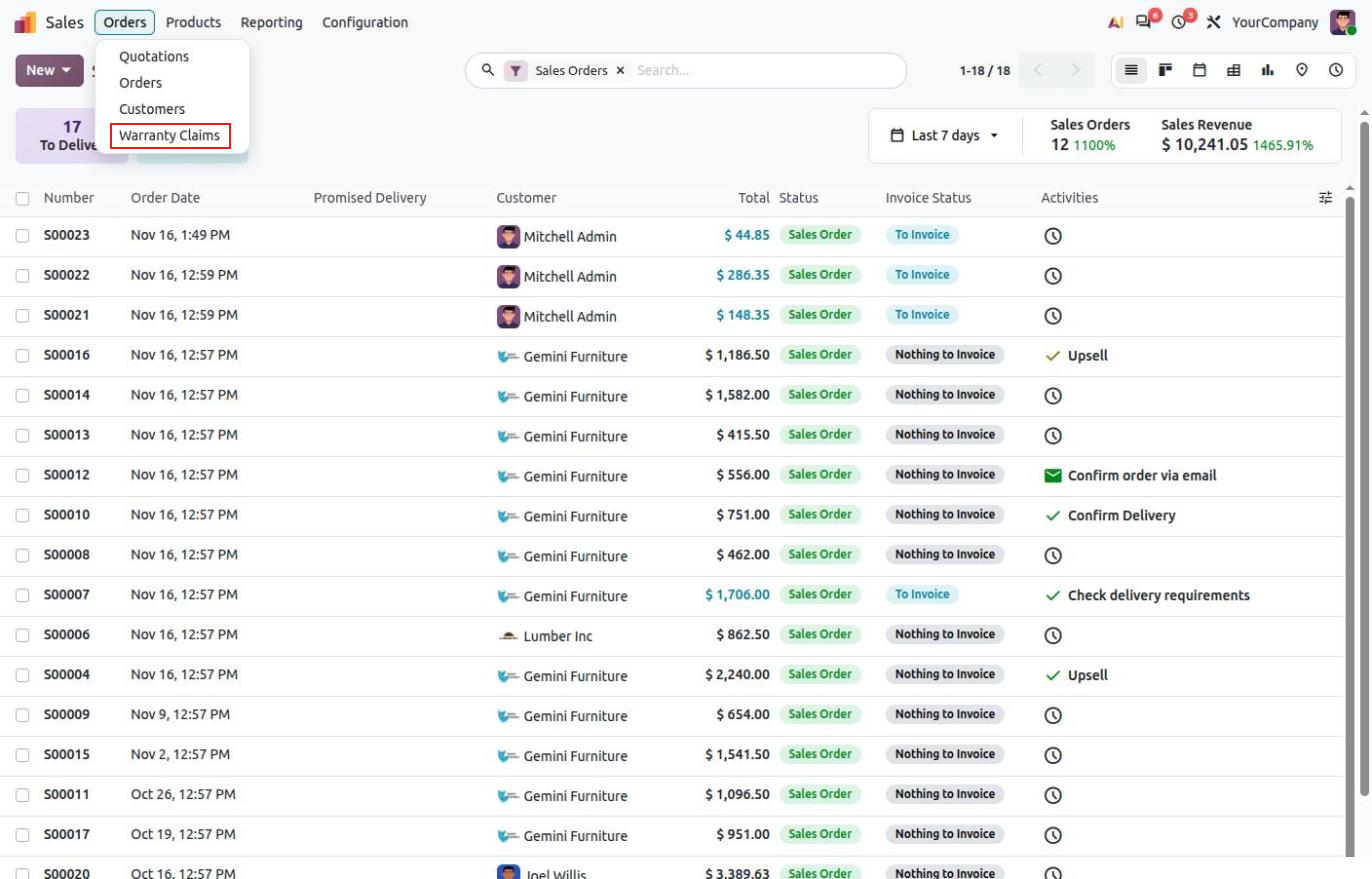 Sales Orders Products Reporting Configuration AI 6 3 YourCompany
Quotations
Orders
Customers
Warranty Claims
New
Sales Orders × Search...
1-18 / 18
17
To Delive
Last 7 days
Sales Orders
12 1100%
Sales Revenue
$ 10,241.05 1465.91%
Number Order Date Promised Delivery Customer Total Status Invoice Status Activities
S00023 Nov 16, 1:49 PM Mitchell Admin $ 44.85 Sales Order To Invoice
S00022 Nov 16, 12:59 PM Mitchell Admin $ 286.35 Sales Order To Invoice
S00021 Nov 16, 12:59 PM Mitchell Admin $ 148.35 Sales Order To Invoice
S00016 Nov 16, 12:57 PM Gemini Furniture $ 1,186.50 Sales Order Nothing to Invoice Upsell
S00014 Nov 16, 12:57 PM Gemini Furniture $ 1,582.00 Sales Order Nothing to Invoice
S00013 Nov 16, 12:57 PM Gemini Furniture $ 415.50 Sales Order Nothing to Invoice
S00012 Nov 16, 12:57 PM Gemini Furniture $ 556.00 Sales Order Nothing to Invoice Confirm order via email
S00010 Nov 16, 12:57 PM Gemini Furniture $ 751.00 Sales Order Nothing to Invoice Confirm Delivery
S00008 Nov 16, 12:57 PM Gemini Furniture $ 462.00 Sales Order Nothing to Invoice
S00007 Nov 16, 12:57 PM Gemini Furniture $ 1,706.00 Sales Order To Invoice Check delivery requirements
S00006 Nov 16, 12:57 PM Lumber Inc $ 862.50 Sales Order Nothing to Invoice
S00004 Nov 16, 12:57 PM Gemini Furniture $ 2,240.00 Sales Order Nothing to Invoice Upsell
S00009 Nov 9, 12:57 PM Gemini Furniture $ 654.00 Sales Order Nothing to Invoice
S00015 Nov 2, 12:57 PM Gemini Furniture $ 1,541.50 Sales Order Nothing to Invoice
S00011 Oct 26, 12:57 PM Gemini Furniture $ 1,096.50 Sales Order Nothing to Invoice
S00017 Oct 19, 12:57 PM Gemini Furniture $ 951.00 Sales Order Nothing to Invoice
S00020 Oct 16, 12:57 PM Joel Willis $ 3,389.63 Sales Order Nothing to Invoice